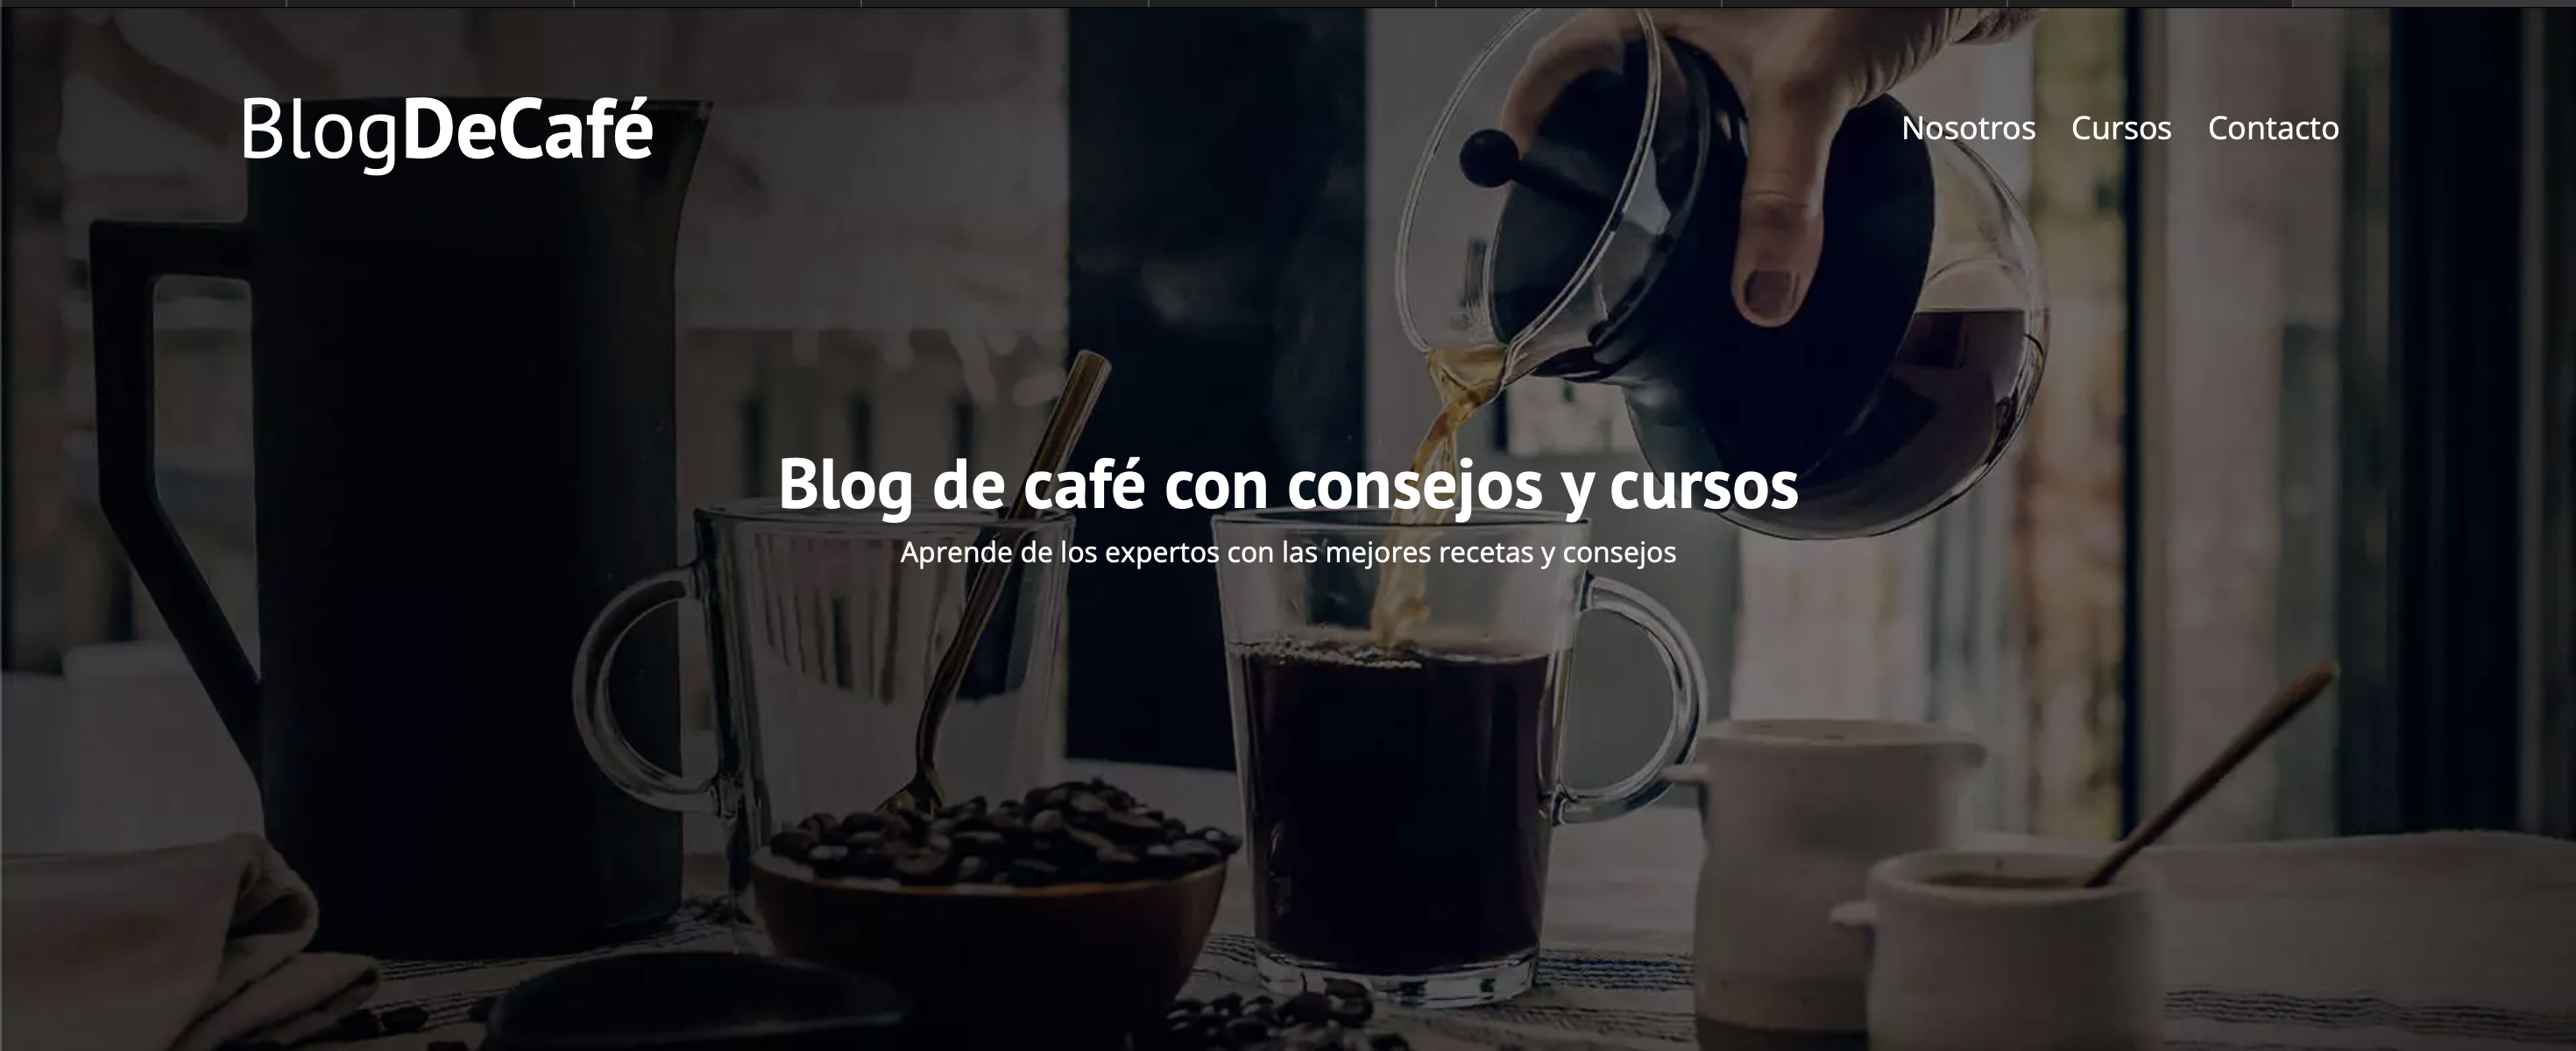 BlogDeCafé
Nosotros Cursos Contacto
Blog de café con consejos y cursos
Aprende de los expertos con las mejores recetas y consejos